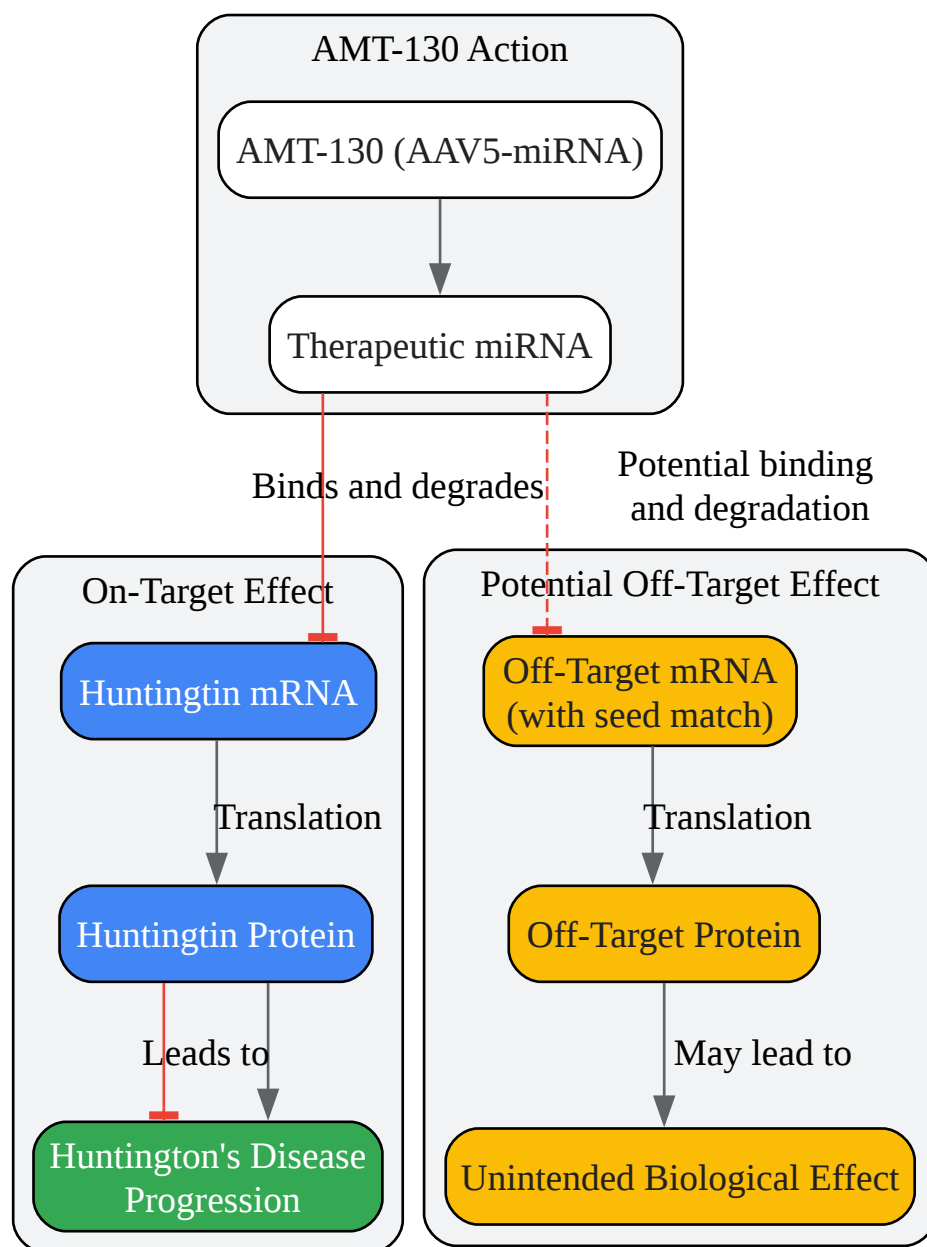 AMT-130 Action
AMT-130 (AAV5-miRNA)
Therapeutic miRNA
Binds and degrades
Potential binding
and degradation
On-Target Effect
Huntingtin mRNA
Translation
Huntingtin Protein
Leads to
Huntington's Disease
Progression
Potential Off-Target Effect
Off-Target mRNA
(with seed match)
Translation
Off-Target Protein
May lead to
Unintended Biological Effect